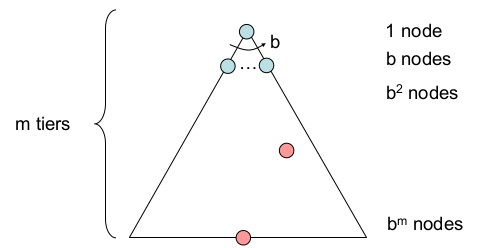 1 node
b
b nodes
...
b² nodes
m tiers
bᵐ nodes